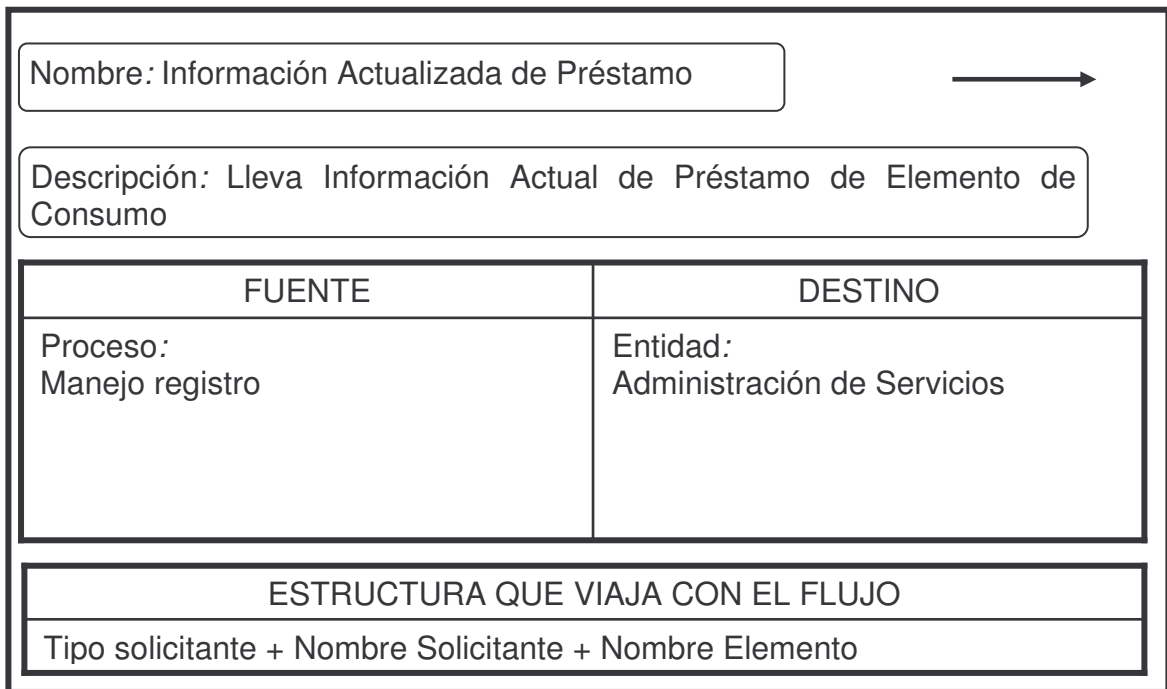 Nombre: Información Actualizada de Préstamo
Descripción: Lleva Información Actual de Préstamo de Elemento de
Consumo
FUENTE
DESTINO
Proceso:
Manejo registro
Entidad:
Administración de Servicios
ESTRUCTURA QUE VIAJA CON EL FLUJO
Tipo solicitante + Nombre Solicitante + Nombre Elemento